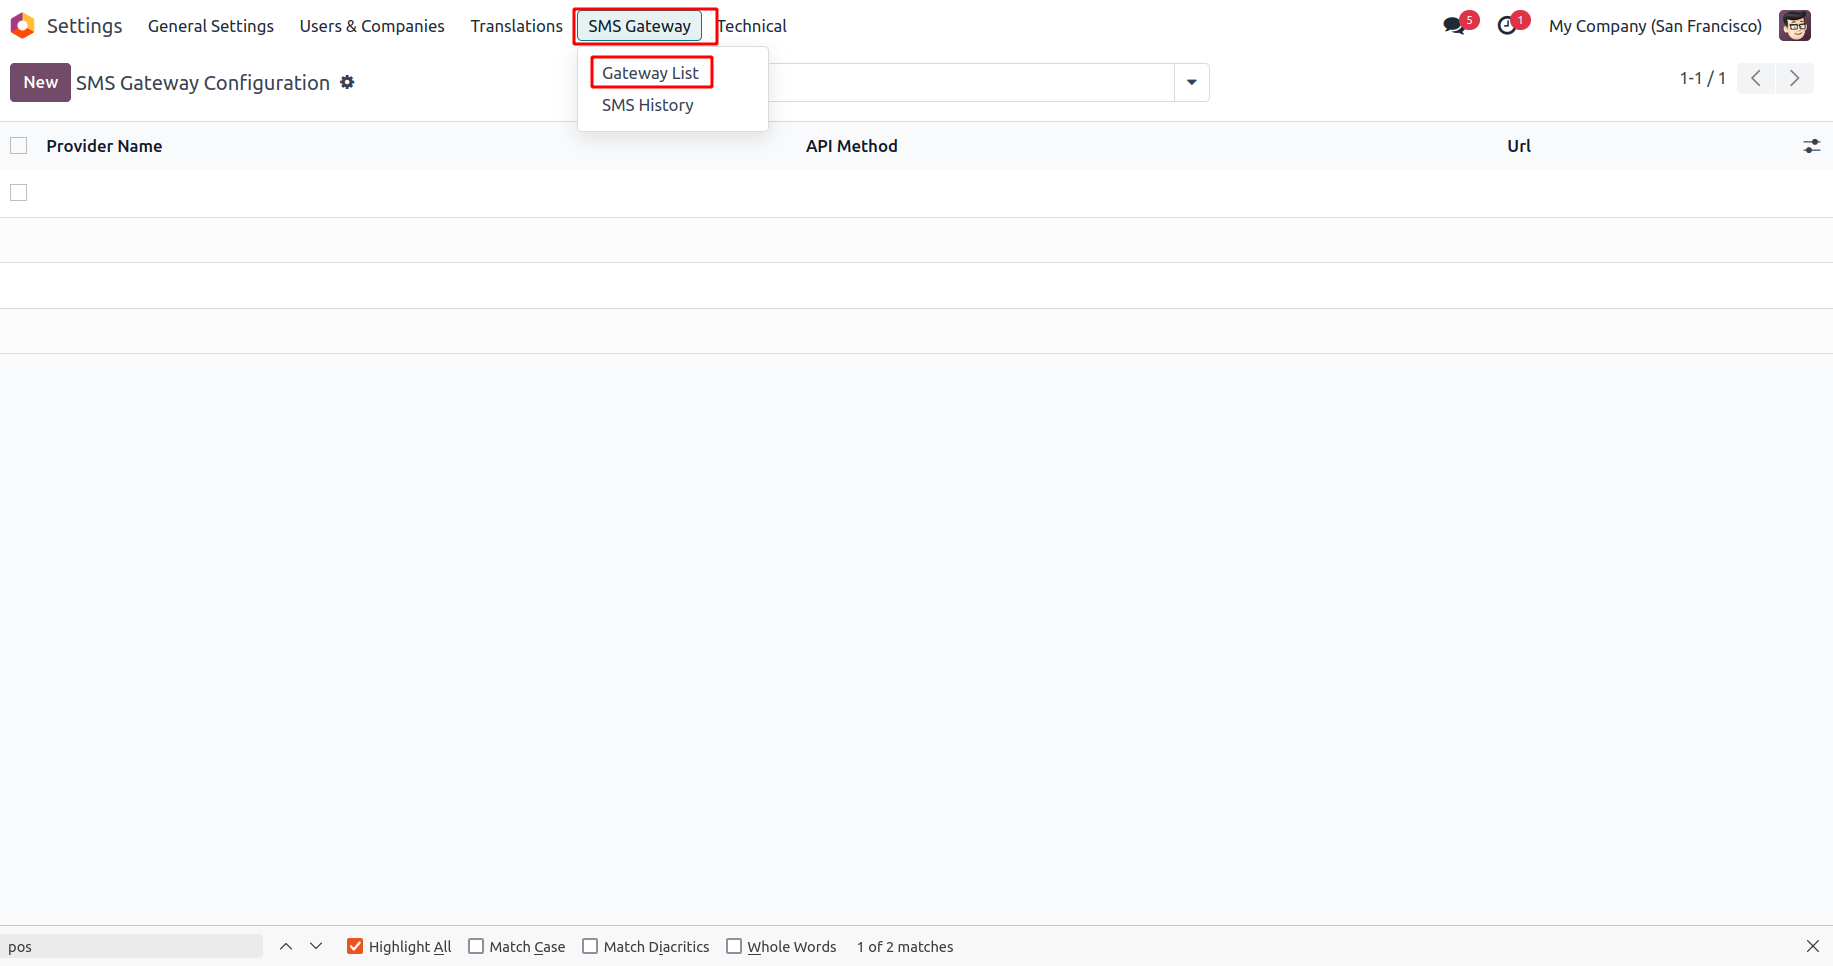 Settings General Settings Users & Companies Translations SMS Gateway Technical 5 1 My Company (San Francisco)
New SMS Gateway Configuration 1-1 / 1
Gateway List
SMS History
Provider Name API Method Url
pos Highlight All Match Case Match Diacritics Whole Words 1 of 2 matches